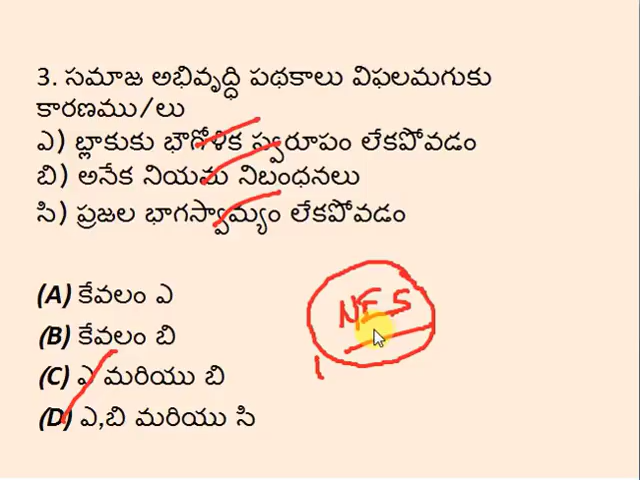 3. సమాజ అభివృద్ధి పథకాలు విఫలమగుకు
కారణము/లు
ఎ) బ్లాకుకు భౌగోళిక స్వరూపం లేకపోవడం
బి) అనేక నియమ నిబంధనలు
సి) ప్రజల భాగస్వామ్యం లేకపోవడం
(A) కేవలం ఎ
(B) కేవలం బి
(C) ఎ మరియు బి
(D) ఎ,బి మరియు సి
NES